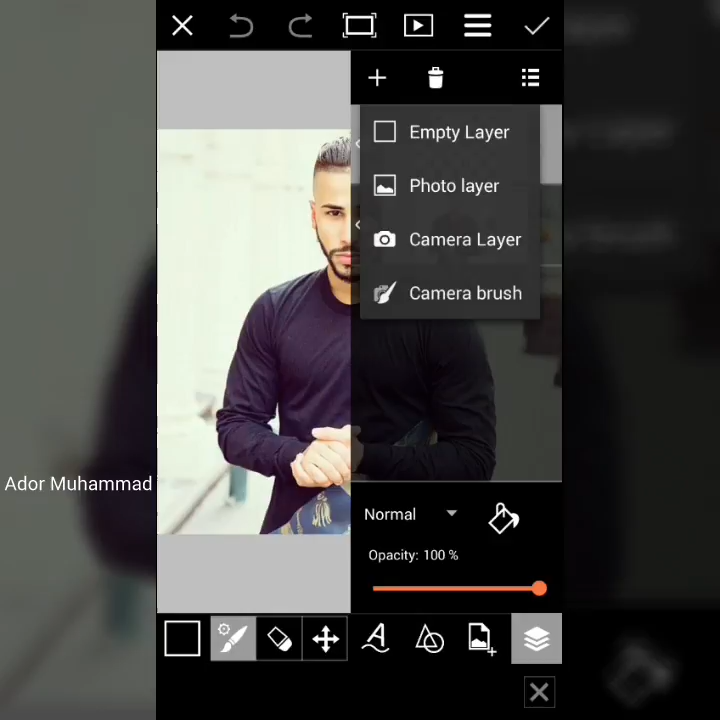 Empty Layer
Photo layer
Camera Layer
Camera brush
Ador Muhammad
Normal
Opacity: 100 %